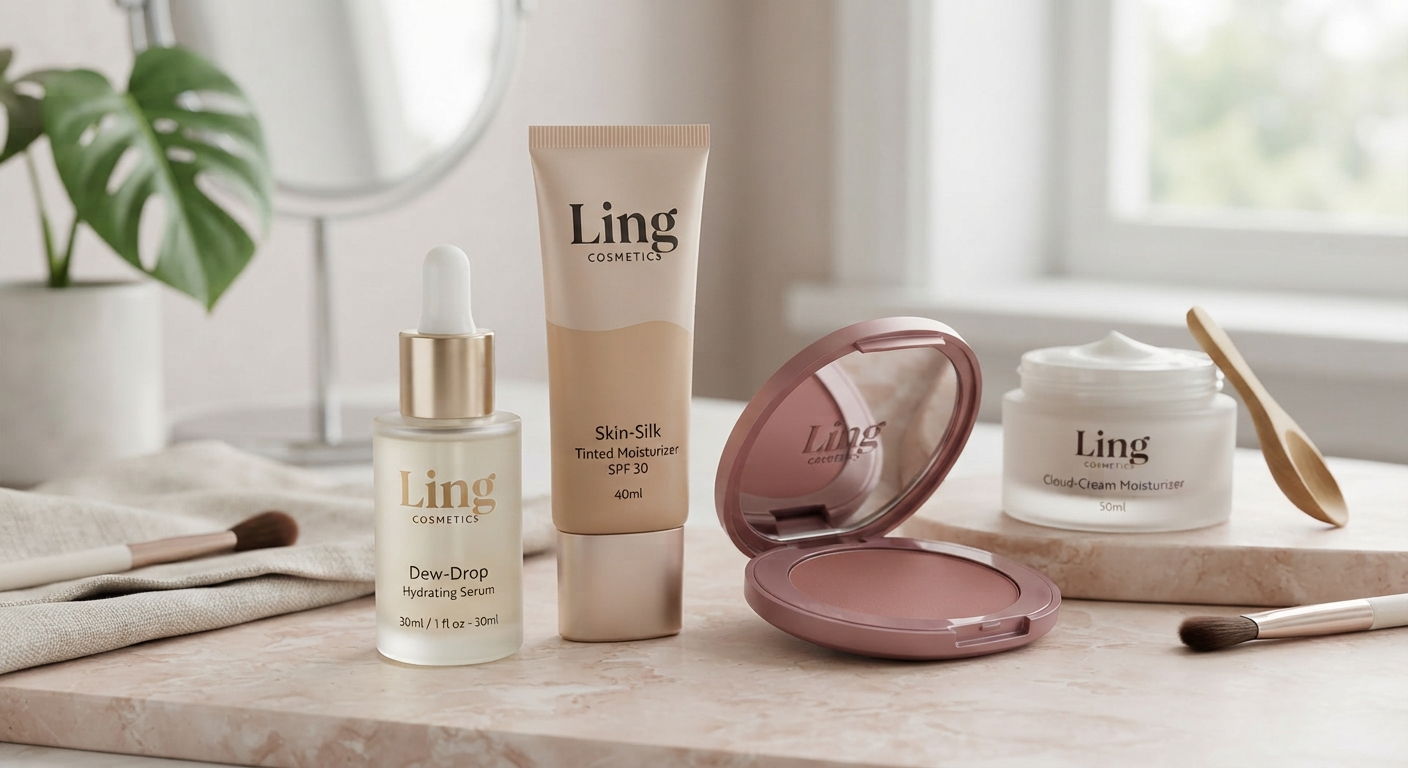 Ling
COSMETICS
Dew-Drop
Hydrating Serum
30ml / 1 fl oz - 30ml
Ling
COSMETICS
Skin-Silk
Tinted Moisturizer
SPF 30
40ml
Ling
Ling
COSMETICS
Cloud-Cream Moisturizer
50ml